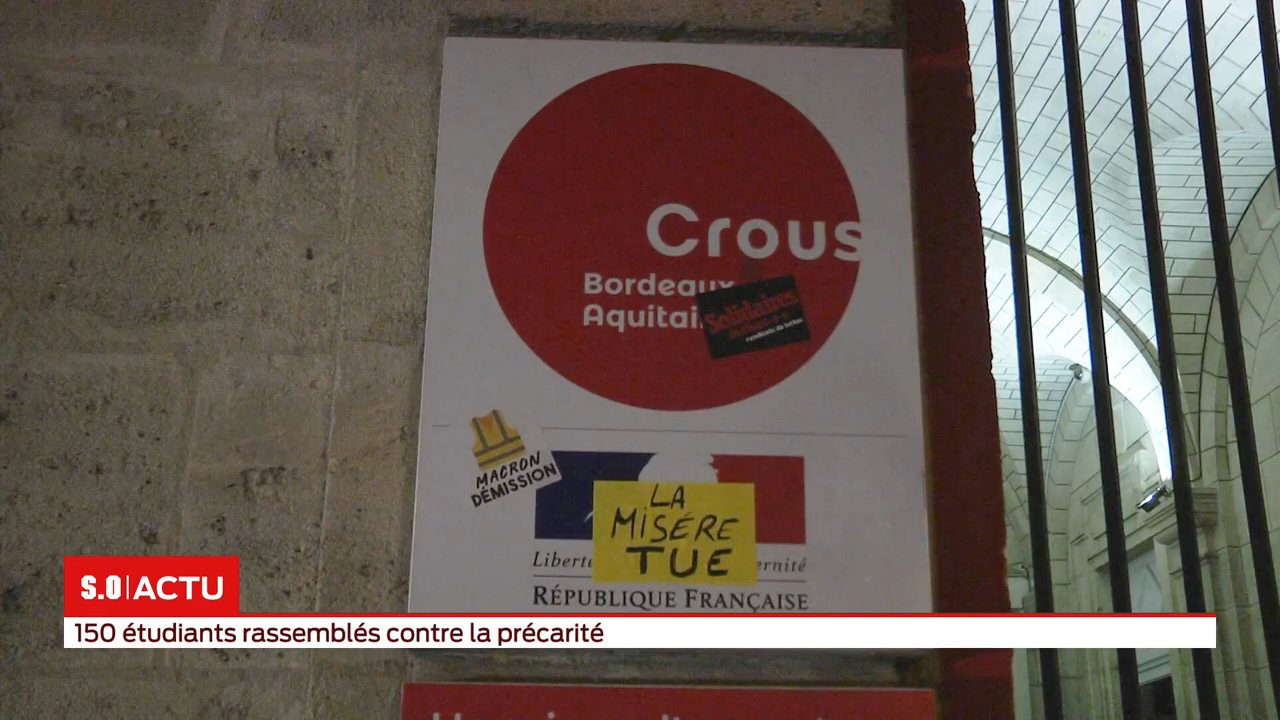 Crous
Bordeaux
Aquitai
Solidaires
MACRON
DÉMISSION
LA
MISÉRE
TUE
Liberté
ernité
RÉPUBLIQUE FRANÇAISE
S.O ACTU
150 étudiants rassemblés contre la précarité